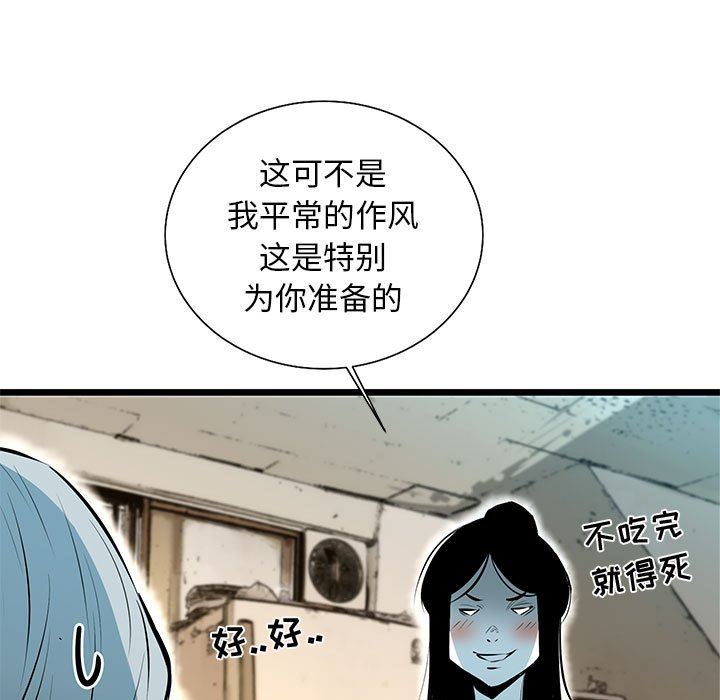 这可不是
我平常的作风
这是特别
为你准备的
不吃完
就得死
好..好..